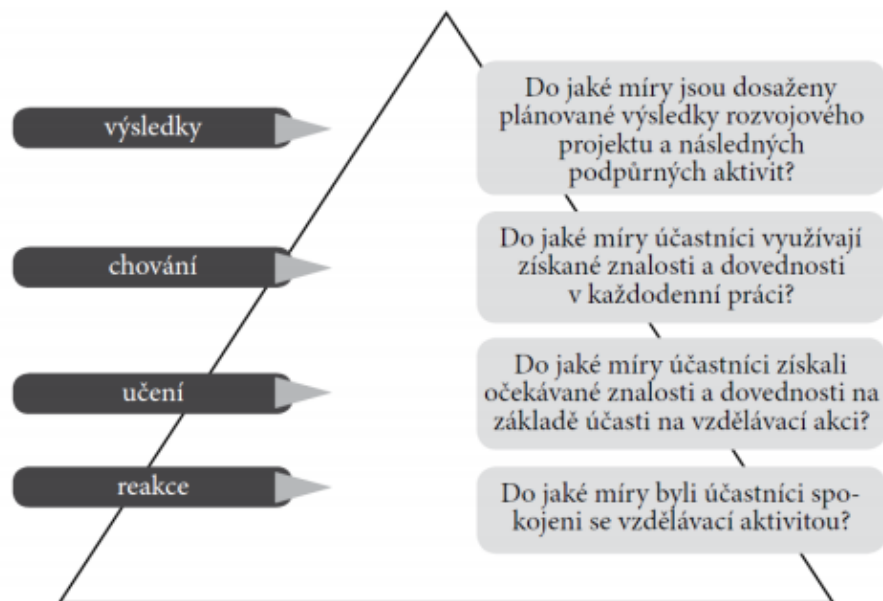 výsledky
Do jaké míry jsou dosaženy
plánované výsledky rozvojového
projektu a následných
podpůrných aktivit?
chování
Do jaké míry účastníci využívají
získané znalosti a dovednosti
v každodenní práci?
učení
Do jaké míry účastníci získali
očekávané znalosti a dovednosti na
základě účasti na vzdělávací akci?
reakce
Do jaké míry byli účastníci spo-
kojeni se vzdělávací aktivitou?